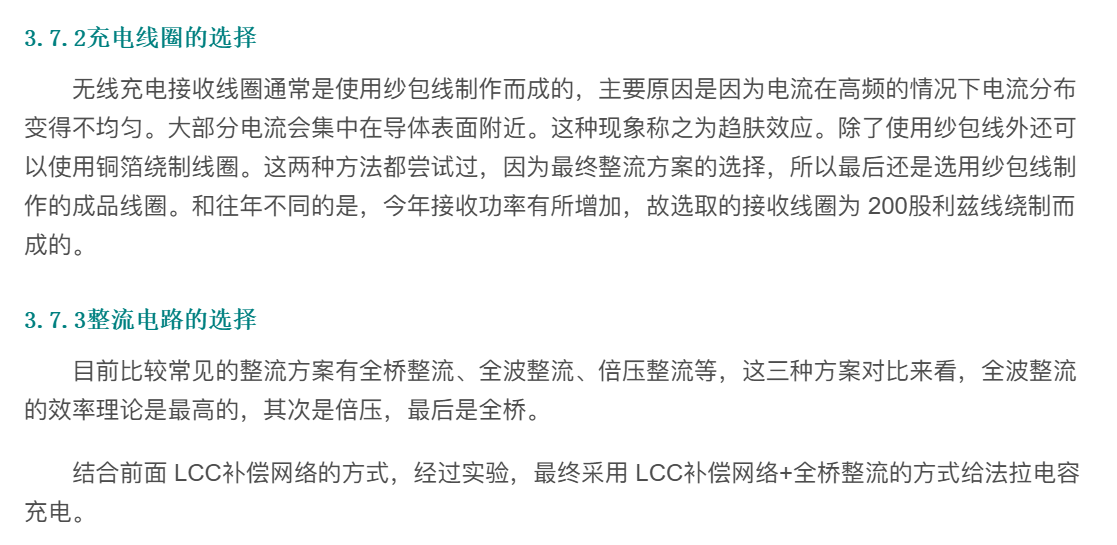 3.7.2充电线圈的选择
无线充电接收线圈通常是使用纱包线制作而成的，主要原因是因为电流在高频的情况下电流分布
变得不均匀。大部分电流会集中在导体表面附近。这种现象称之为趋肤效应。除了使用纱包线外还可
以使用铜箔绕制线圈。这两种方法都尝试过，因为最终整流方案的选择，所以最后还是选用纱包线制
作的成品线圈。和往年不同的是，今年接收功率有所增加，故选取的接收线圈为 200股利兹线绕制而
成的。
3.7.3整流电路的选择
目前比较常见的整流方案有全桥整流、全波整流、倍压整流等，这三种方案对比来看，全波整流
的效率理论是最高的，其次是倍压，最后是全桥。
结合前面 LCC补偿网络的方式，经过实验，最终采用 LCC补偿网络+全桥整流的方式给法拉电容
充电。